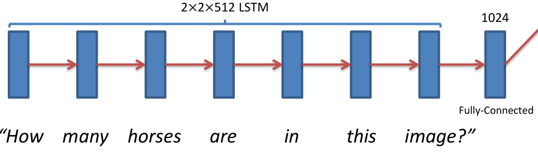 2×2×512 LSTM
1024
Fully-Connected
“How many horses are in this image?”